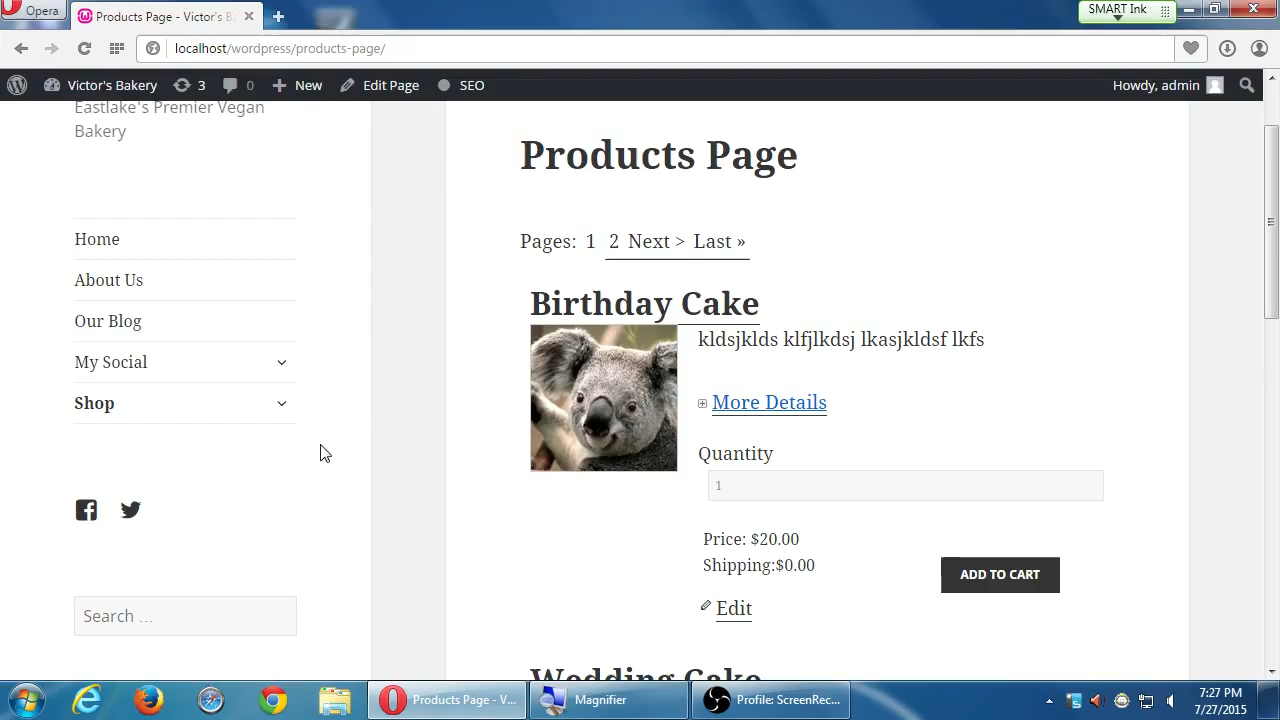 Opera
Products Page - Victor's B
SMART Ink
localhost/wordpress/products-page/
Victor's Bakery 3 0 New Edit Page SEO Howdy, admin
Eastlake's Premier Vegan
Bakery
Home
About Us
Our Blog
My Social
Shop
Search …
Products Page
Pages: 1 2 Next > Last »
Birthday Cake
kldsjklds klfjlkdsj lkasjkldsf lkfs
More Details
Quantity
1
Price: $20.00
Shipping:$0.00
ADD TO CART
Edit
Wedding Cake
Products Page - V...
Magnifier
Profile: ScreenRec...
7:27 PM
7/27/2015